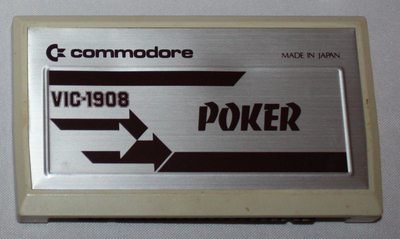 commodore
MADE IN JAPAN
VIC-1908
POKER